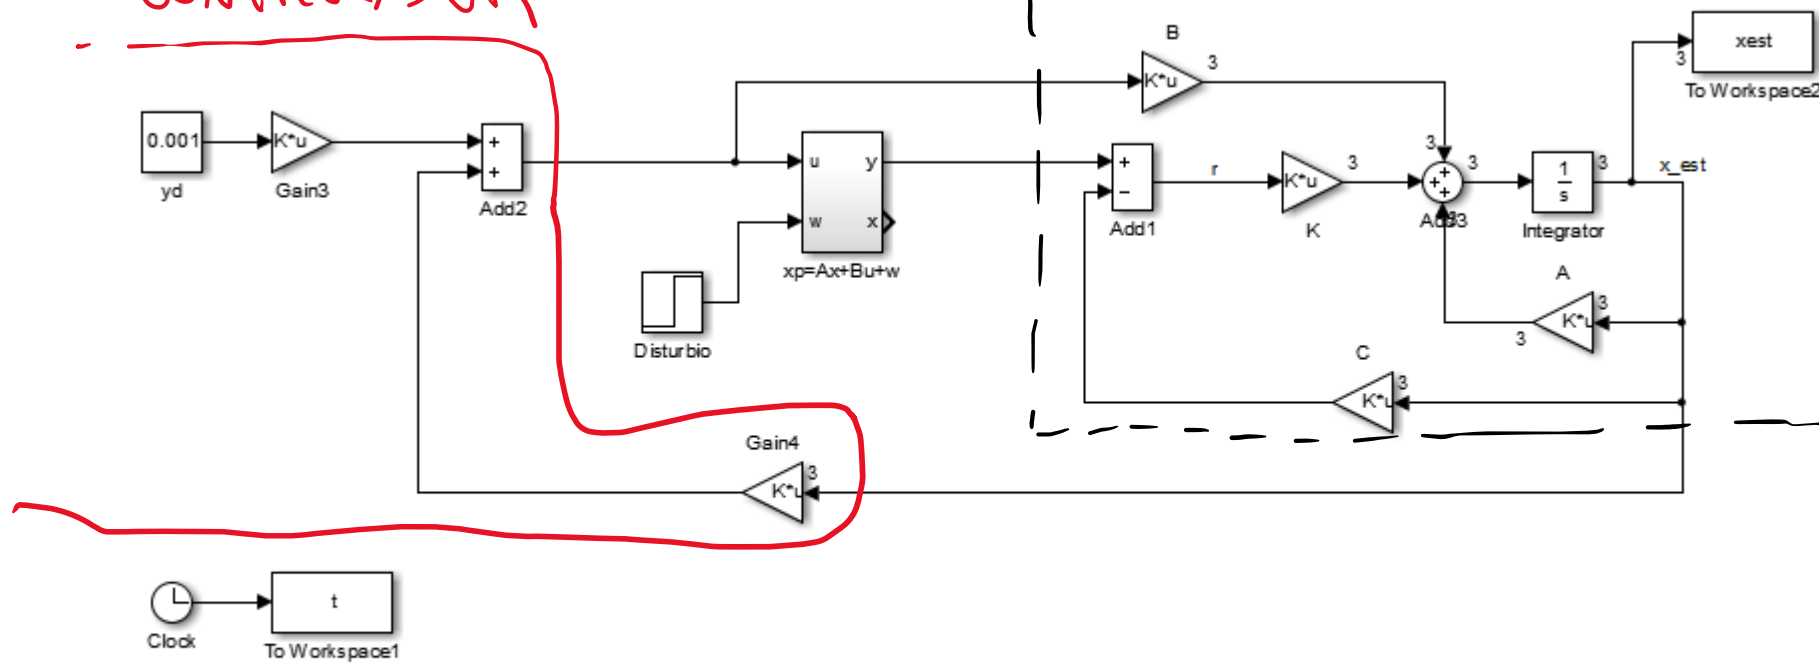 B
3
K*u
xest
3
To Workspace2
0.001
yd
K*u
Gain3
+
+
Add2
u y
w x
xp=Ax+Bu+w
Disturbio
+
−
Add1
r
K*u
3
K
3
+
+ +
3
1
s
3
Integrator
x_est
A
3
3
C
3
Gain4
3
Clock
t
To Workspace1